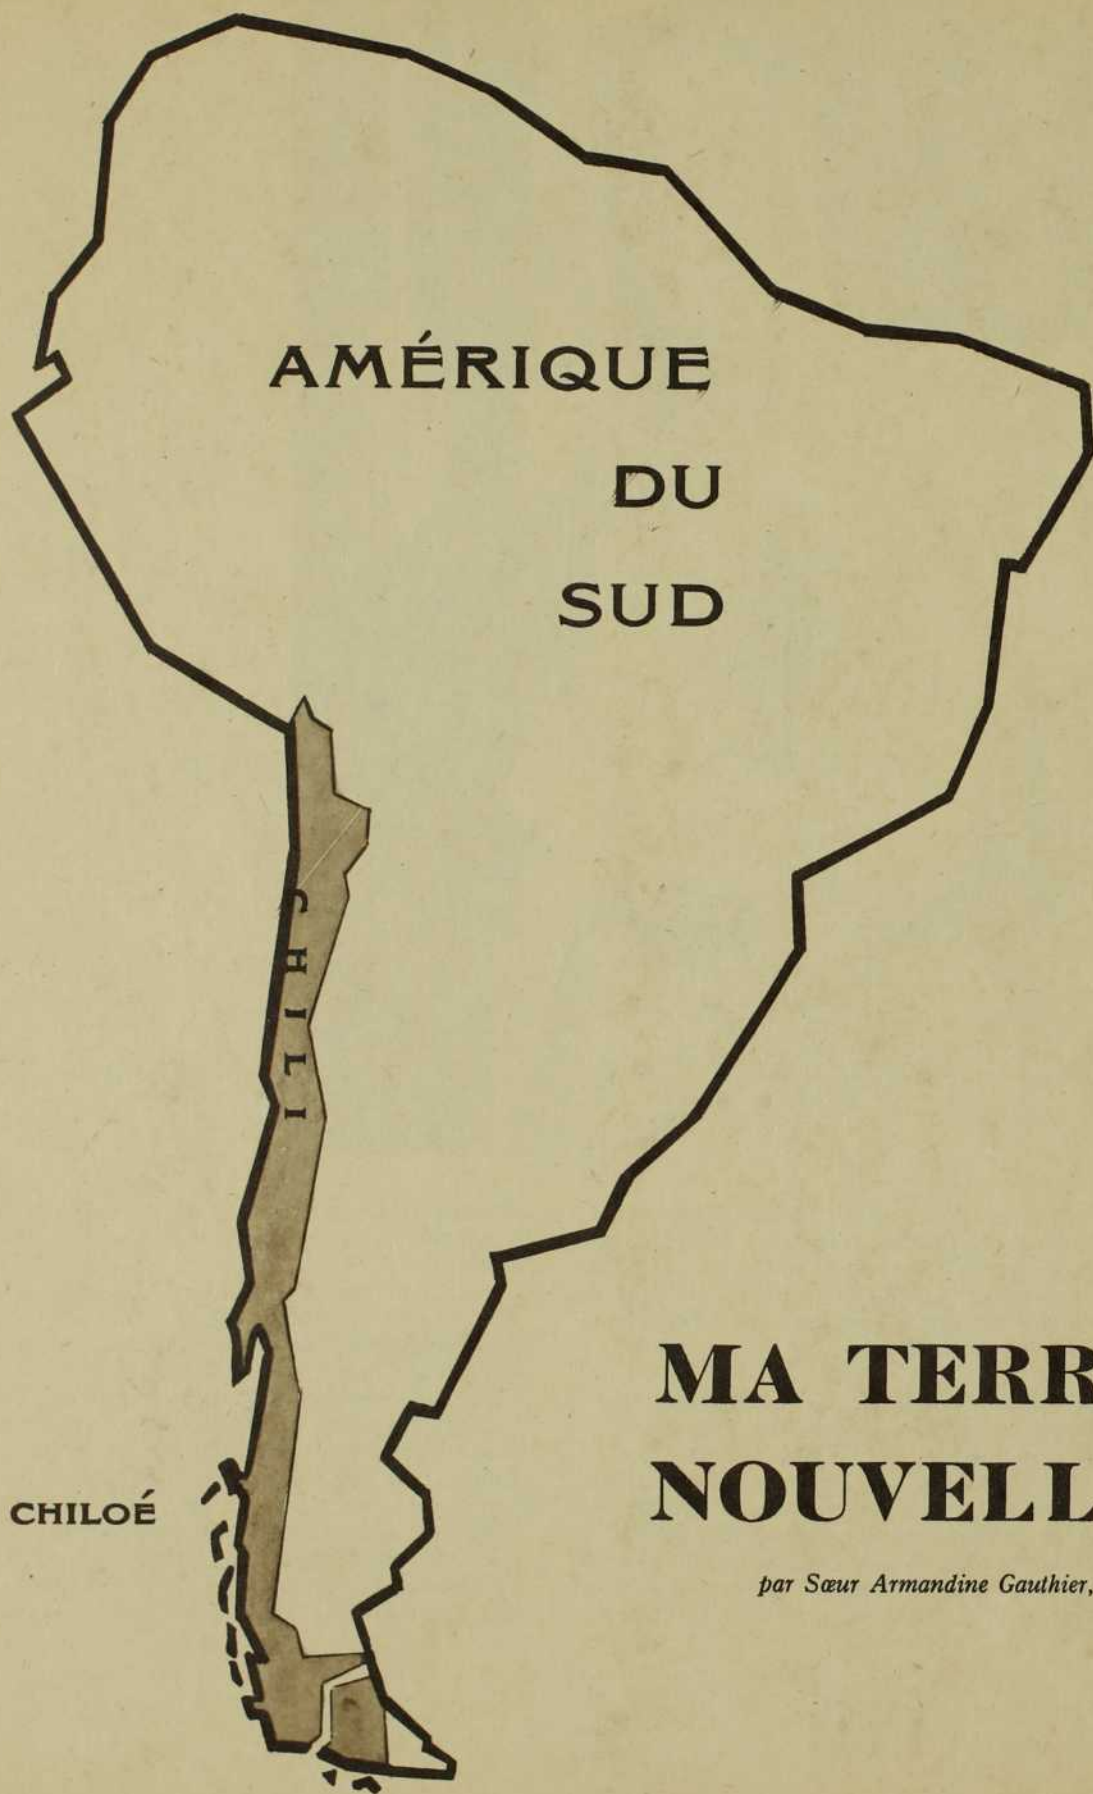 AMÉRIQUE
DU
SUD
CHILI
MA TERR
NOUVELL
CHILOÉ
par Sœur Armandine Gauthier,